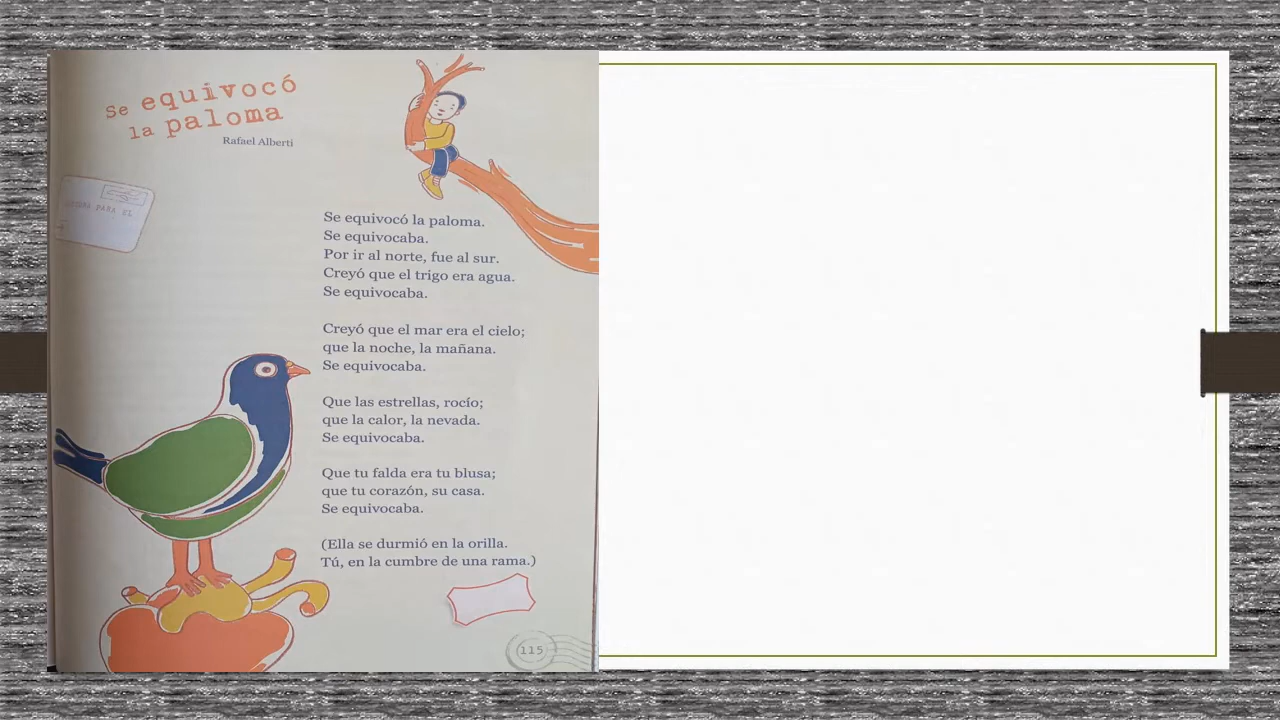 Se equivocó
la paloma
Rafael Alberti
PARA EL
Se equivocó la paloma.
Se equivocaba.
Por ir al norte, fue al sur.
Creyó que el trigo era agua.
Se equivocaba.
Creyó que el mar era el cielo;
que la noche, la mañana.
Se equivocaba.
Que las estrellas, rocío;
que la calor, la nevada.
Se equivocaba.
Que tu falda era tu blusa;
que tu corazón, su casa.
Se equivocaba.
(Ella se durmió en la orilla.
Tú, en la cumbre de una rama.)
115